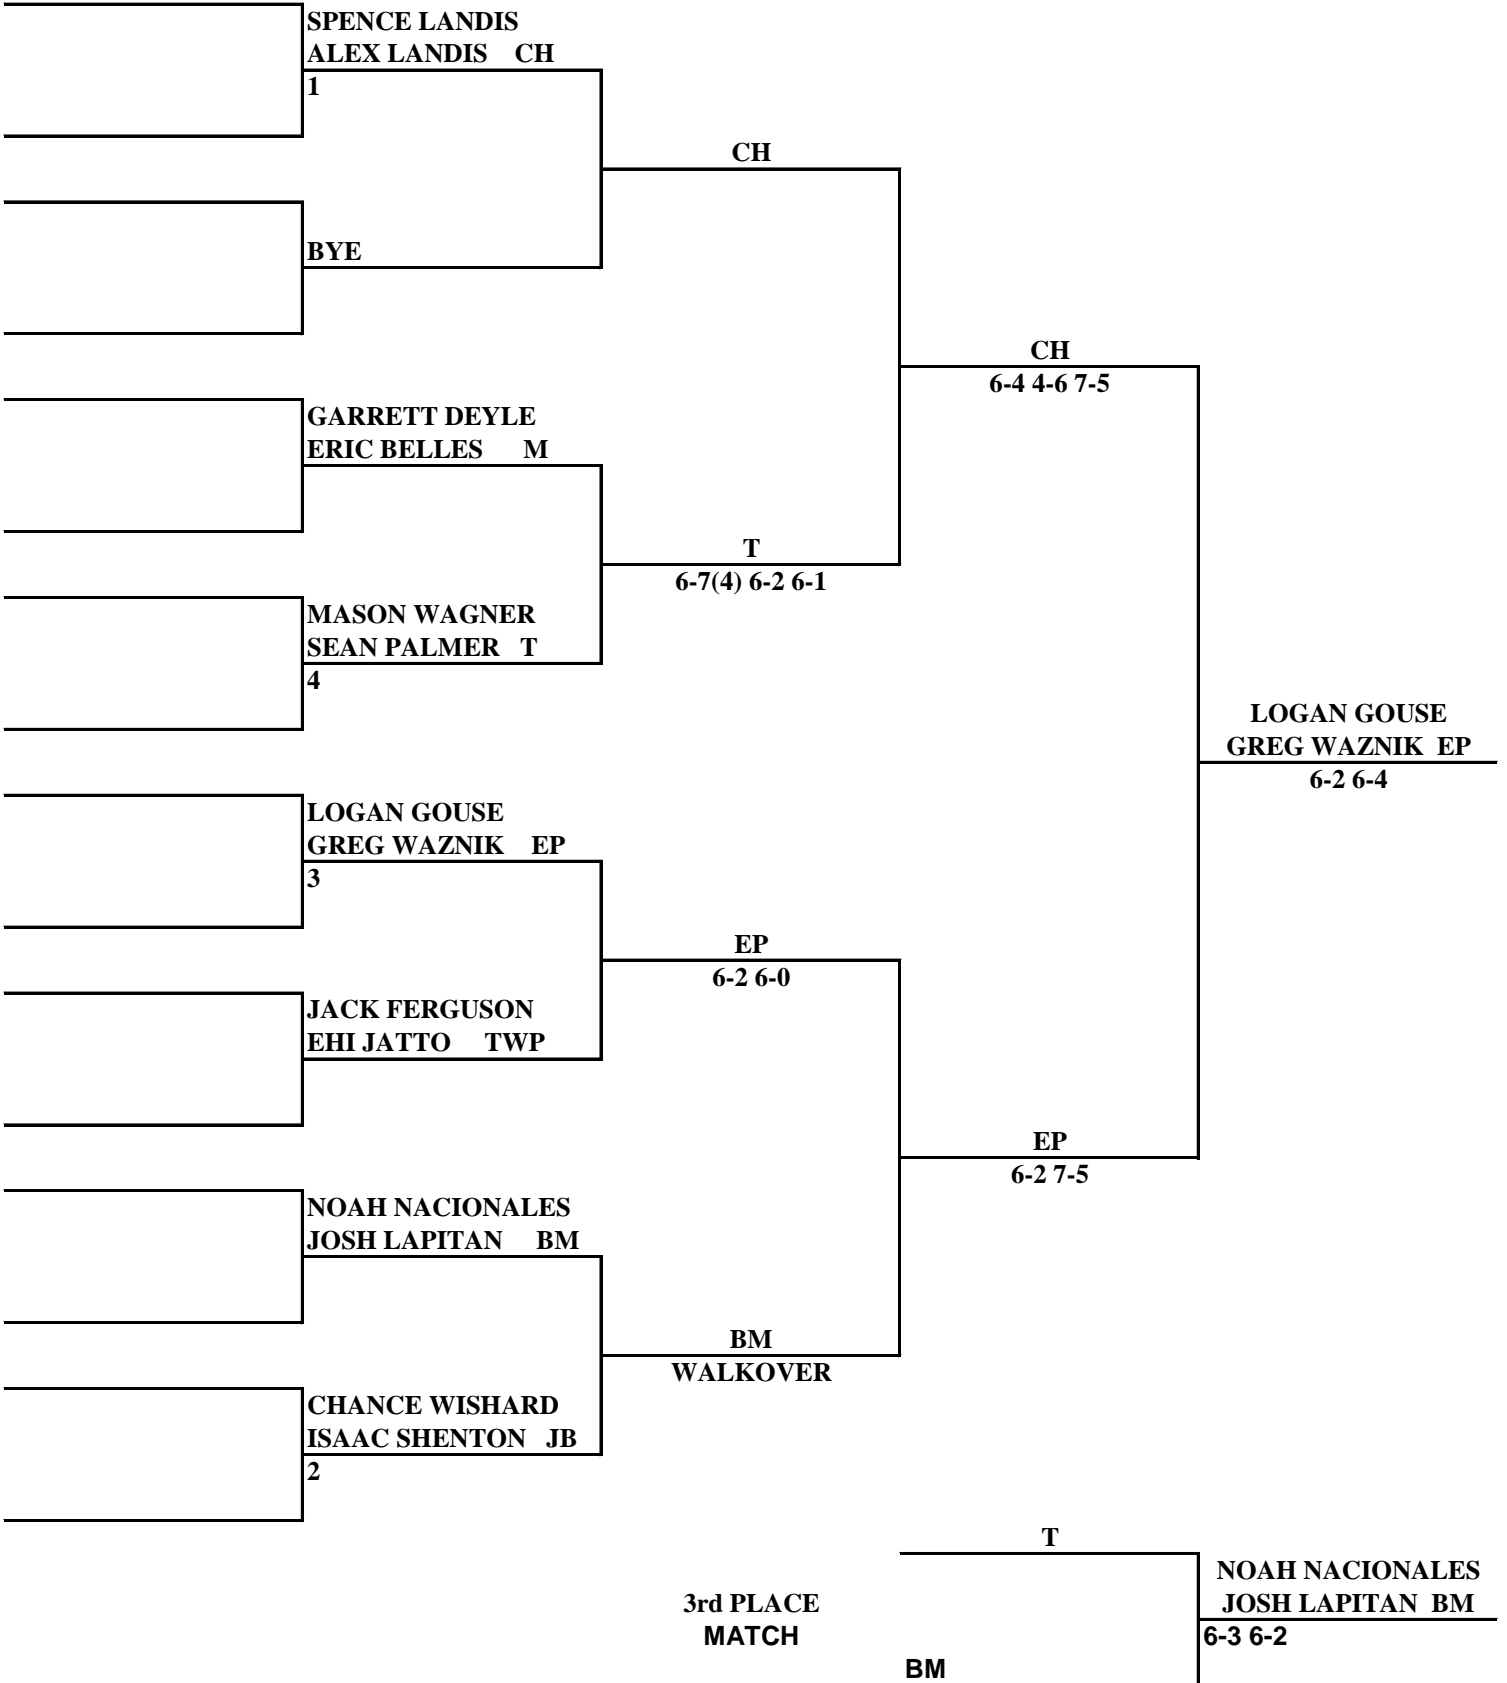 SPENCE LANDIS
ALEX LANDIS CH
1
CH
BYE
CH
6-4 4-6 7-5
GARRETT DEYLE
ERIC BELLES M
T
6-7(4) 6-2 6-1
MASON WAGNER
SEAN PALMER T
4
LOGAN GOUSE
GREG WAZNIK EP
6-2 6-4
LOGAN GOUSE
GREG WAZNIK EP
3
EP
6-2 6-0
JACK FERGUSON
EHI JATTO TWP
EP
6-2 7-5
NOAH NACIONALES
JOSH LAPITAN BM
BM
WALKOVER
CHANCE WISHARD
ISAAC SHENTON JB
2
T
NOAH NACIONALES
JOSH LAPITAN BM
6-3 6-2
3rd PLACE
MATCH
BM